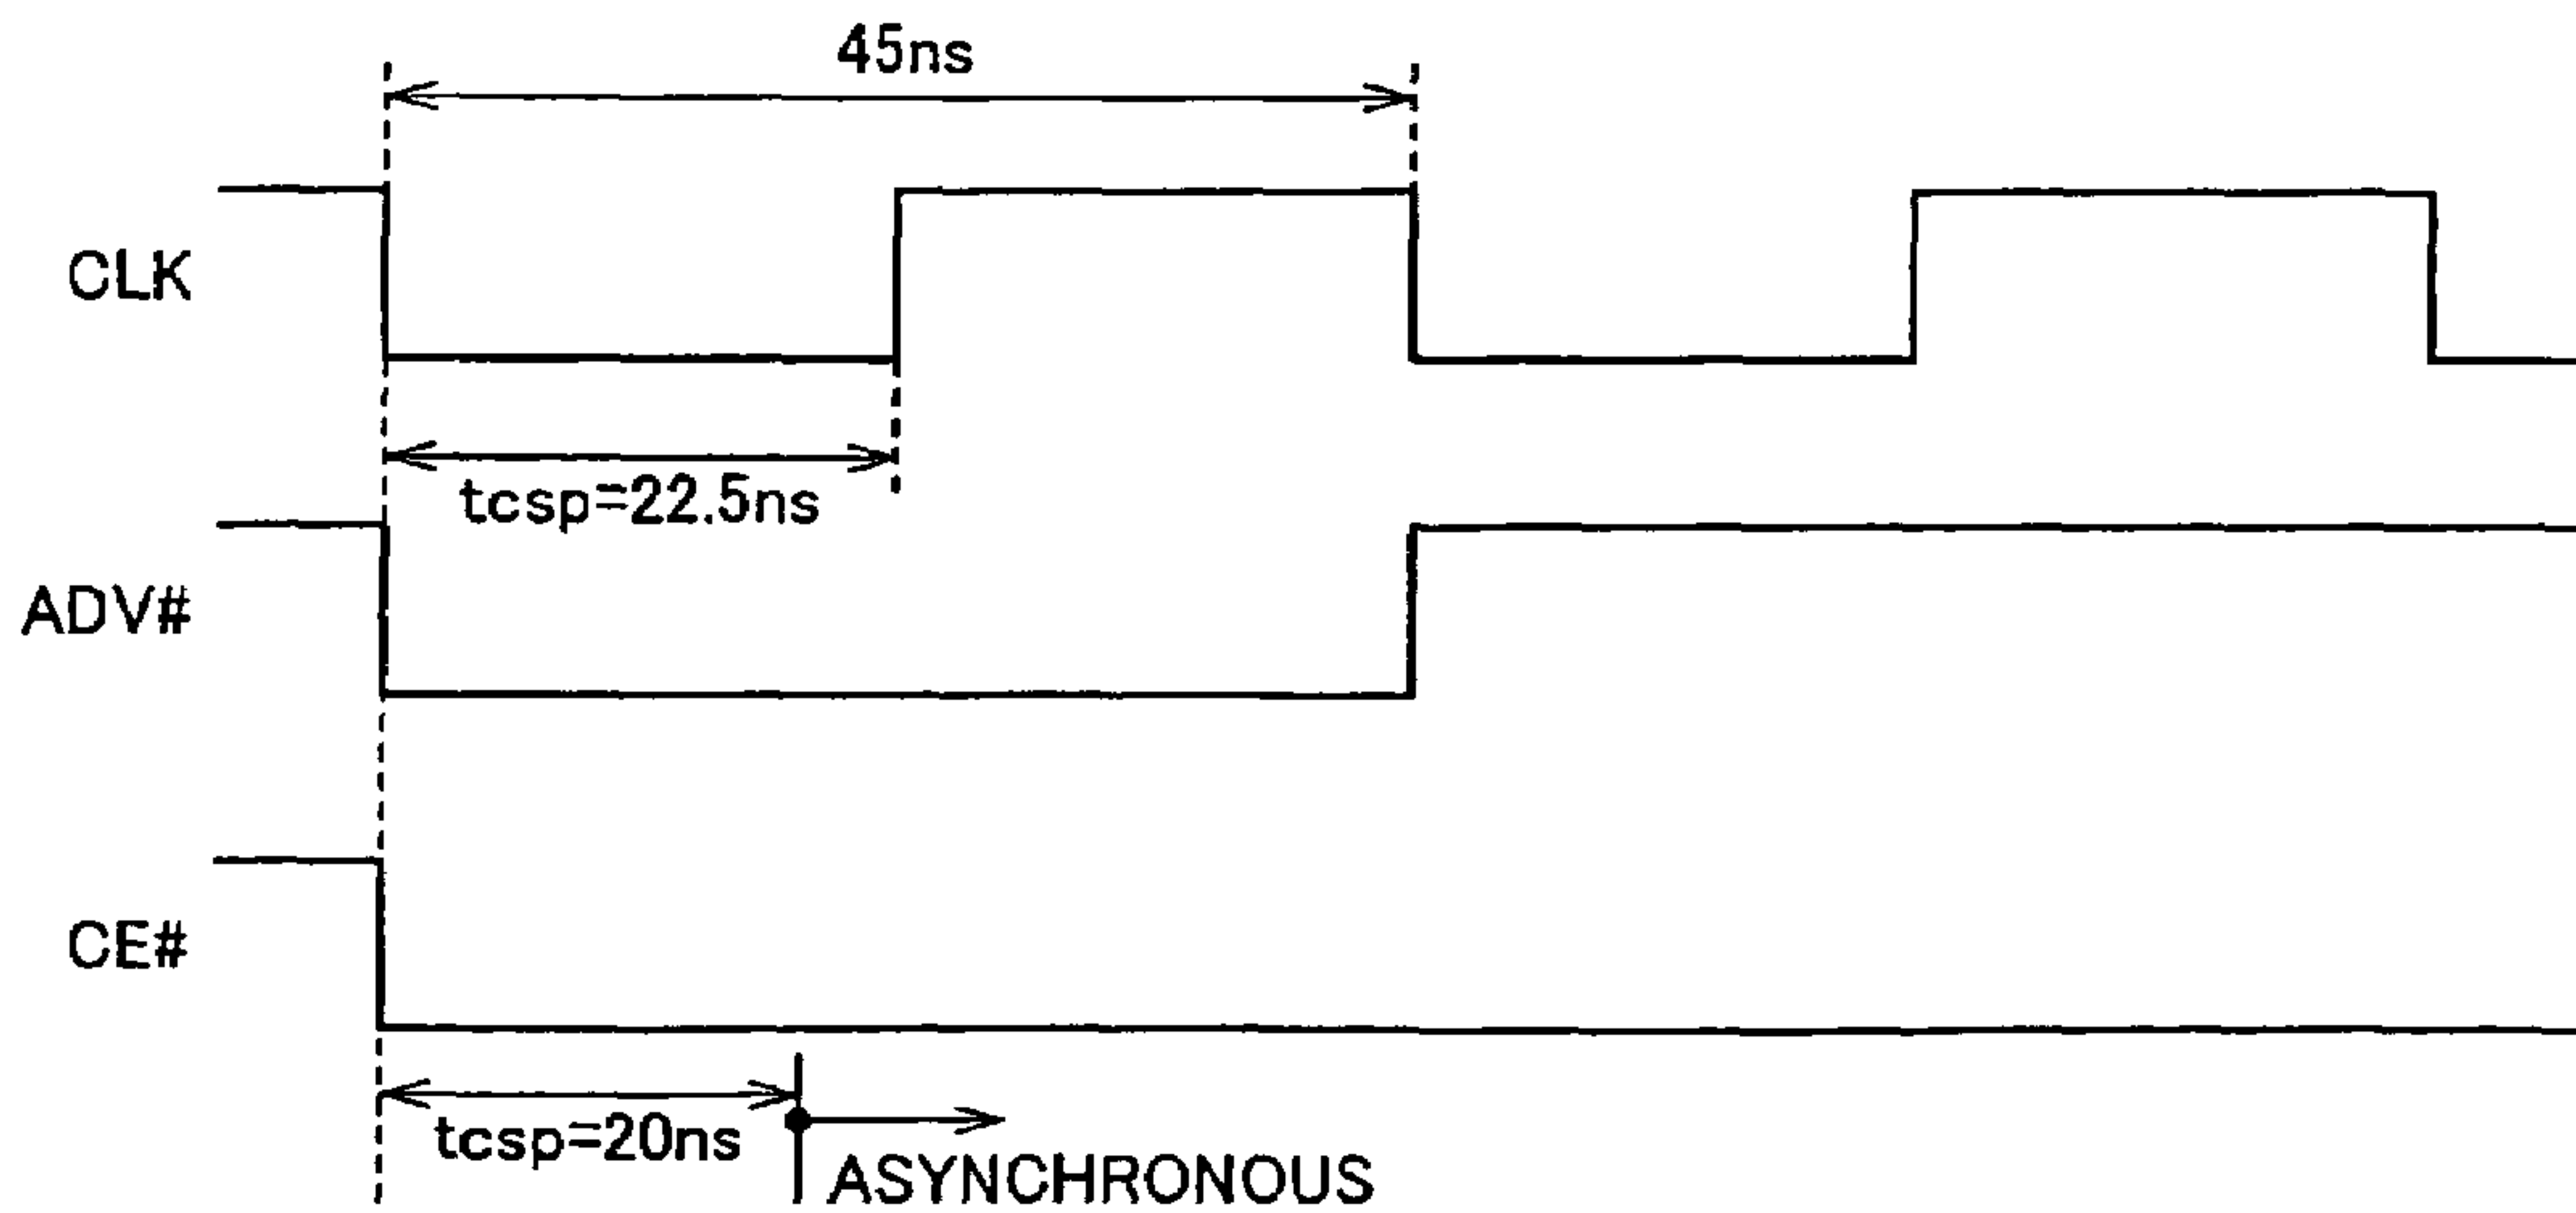 45ns
CLK
tcsp=22.5ns
ADV#
CE#
tcsp=20ns
ASYNCHRONOUS